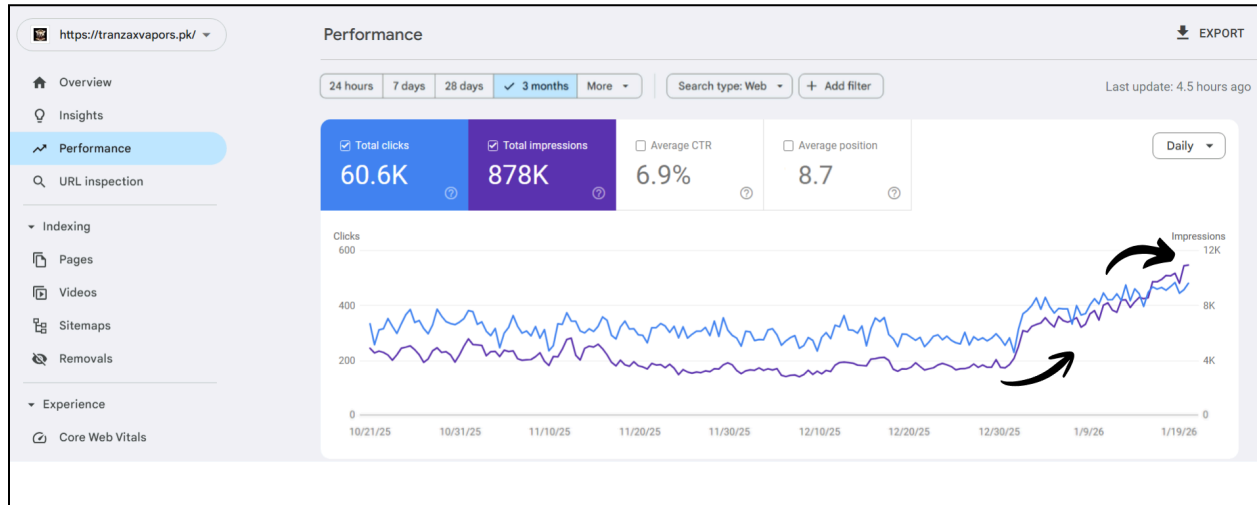 https://tranzaxvapors.pk/
Performance
EXPORT
Overview
Insights
Performance
URL inspection
Indexing
Pages
Videos
Sitemaps
Removals
Experience
Core Web Vitals
24 hours 7 days 28 days 3 months More
Search type: Web
+ Add filter
Last update: 4.5 hours ago
Total clicks
60.6K
Total impressions
878K
Average CTR
6.9%
Average position
8.7
Daily
Clicks
Impressions
600 12K
400 8K
200 4K
0 0
10/21/25 10/31/25 11/10/25 11/20/25 11/30/25 12/10/25 12/20/25 12/30/25 1/9/26 1/19/26